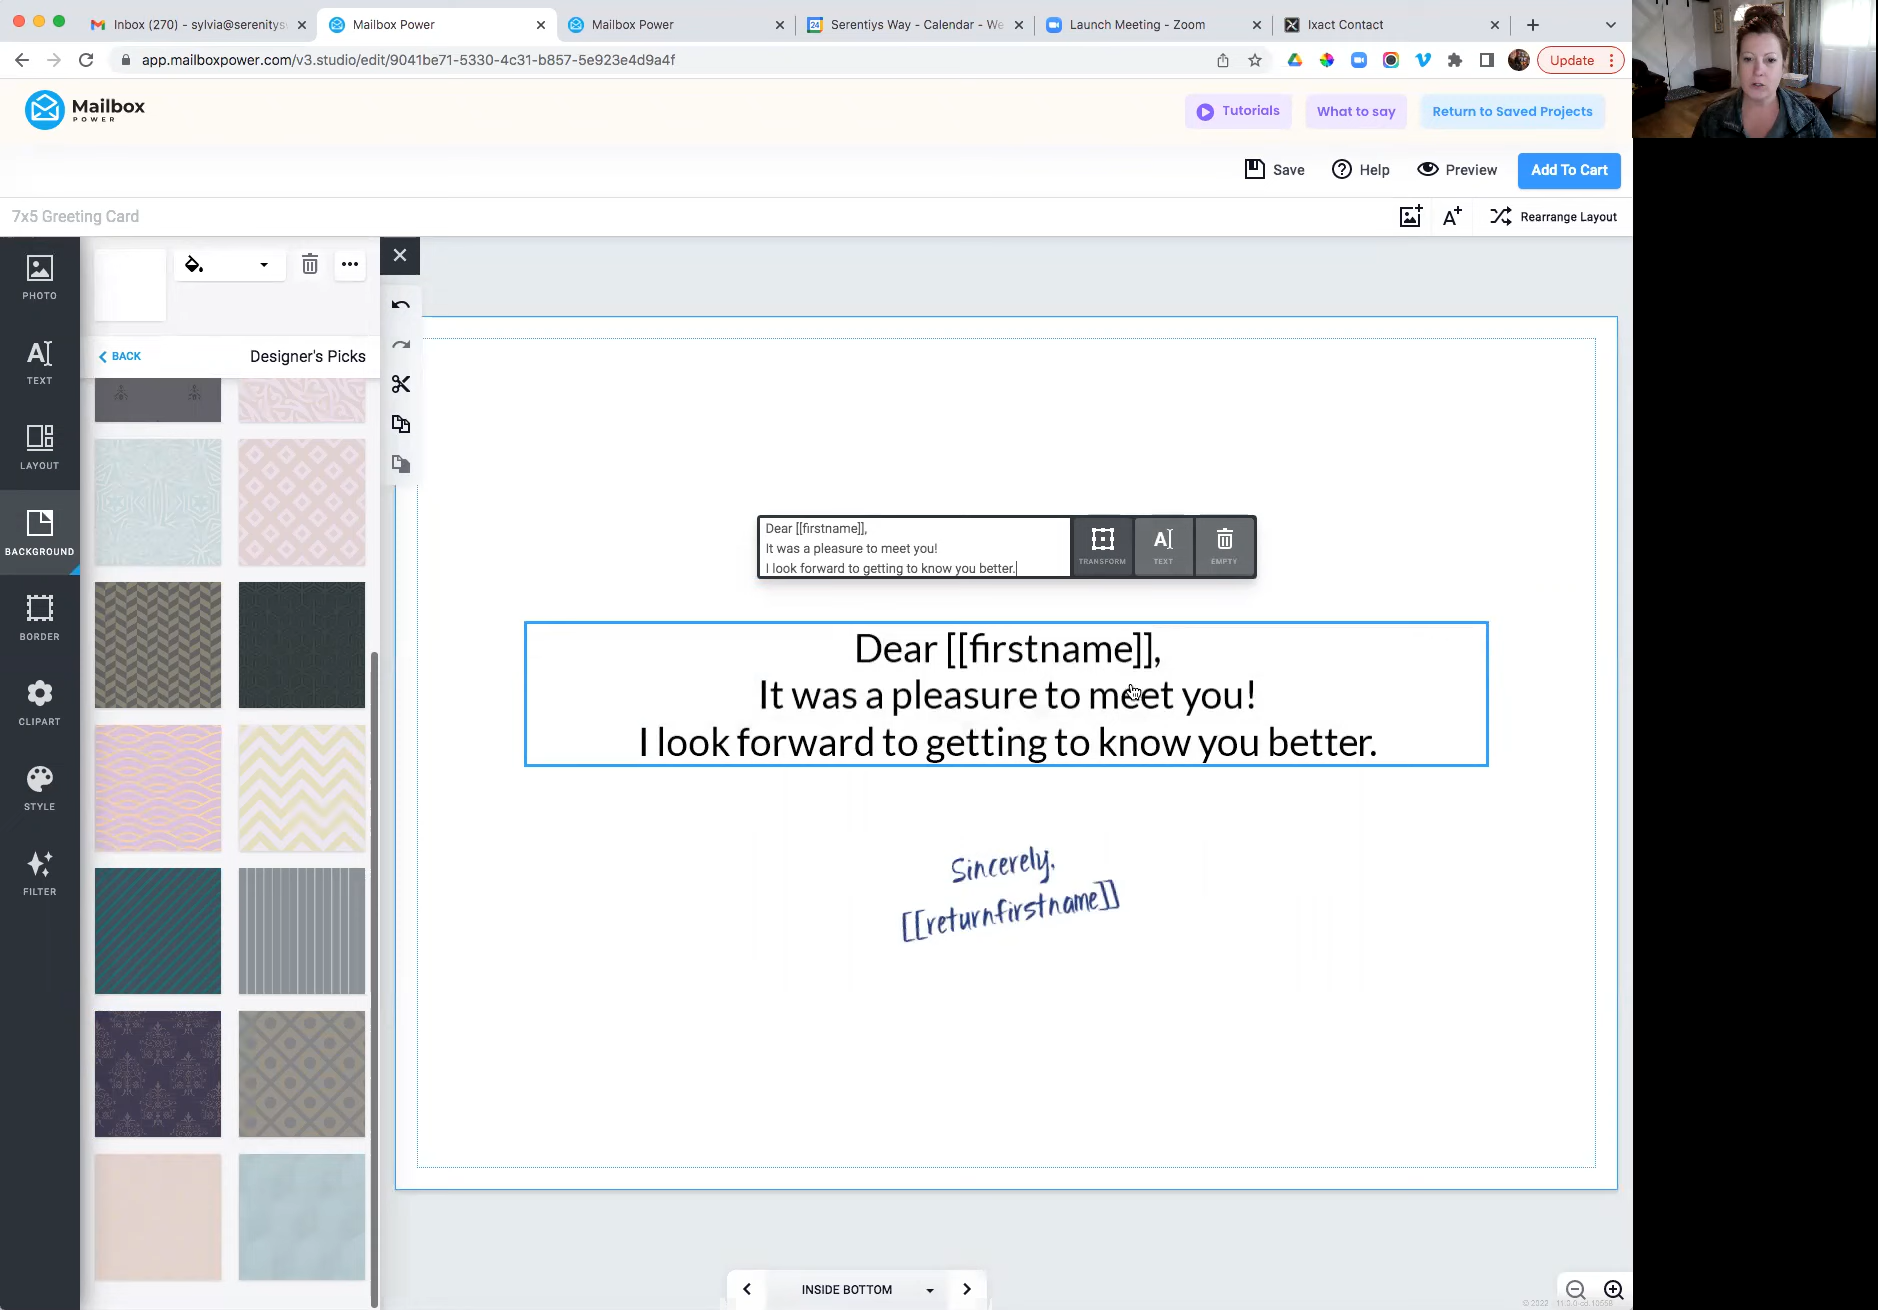 Inbox (270) - sylvia@serenitys
Mailbox Power
Mailbox Power
Serentiys Way - Calendar - We
Launch Meeting - Zoom
Ixact Contact
app.mailboxpower.com/v3.studio/edit/9041be71-5330-4c31-b857-5e923e4d9a4f
Update
Mailbox
POWER
Tutorials
What to say
Return to Saved Projects
Save
Help
Preview
Add To Cart
7x5 Greeting Card
Rearrange Layout
PHOTO
TEXT
LAYOUT
BACKGROUND
BORDER
CLIPART
STYLE
FILTER
BACK
Designer's Picks
Dear [[firstname]],
It was a pleasure to meet you!
I look forward to getting to know you better.
TRANSFORM
TEXT
EMPTY
Dear [[firstname]],
It was a pleasure to meet you!
I look forward to getting to know you better.
Sincerely,
[[returnfirstname]]
INSIDE BOTTOM